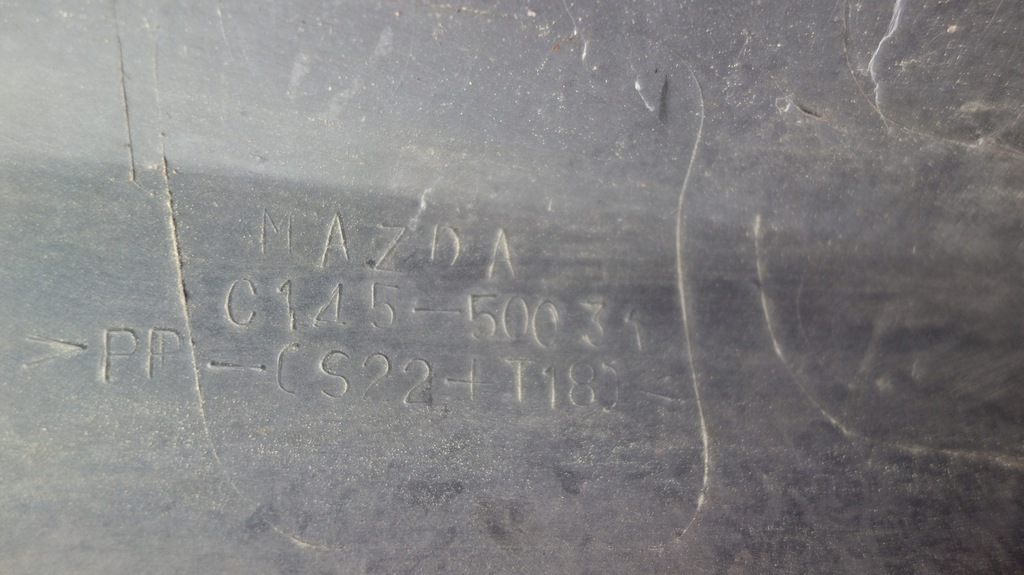 MAZDA
C145-50031
>PP-(S22+T18)<